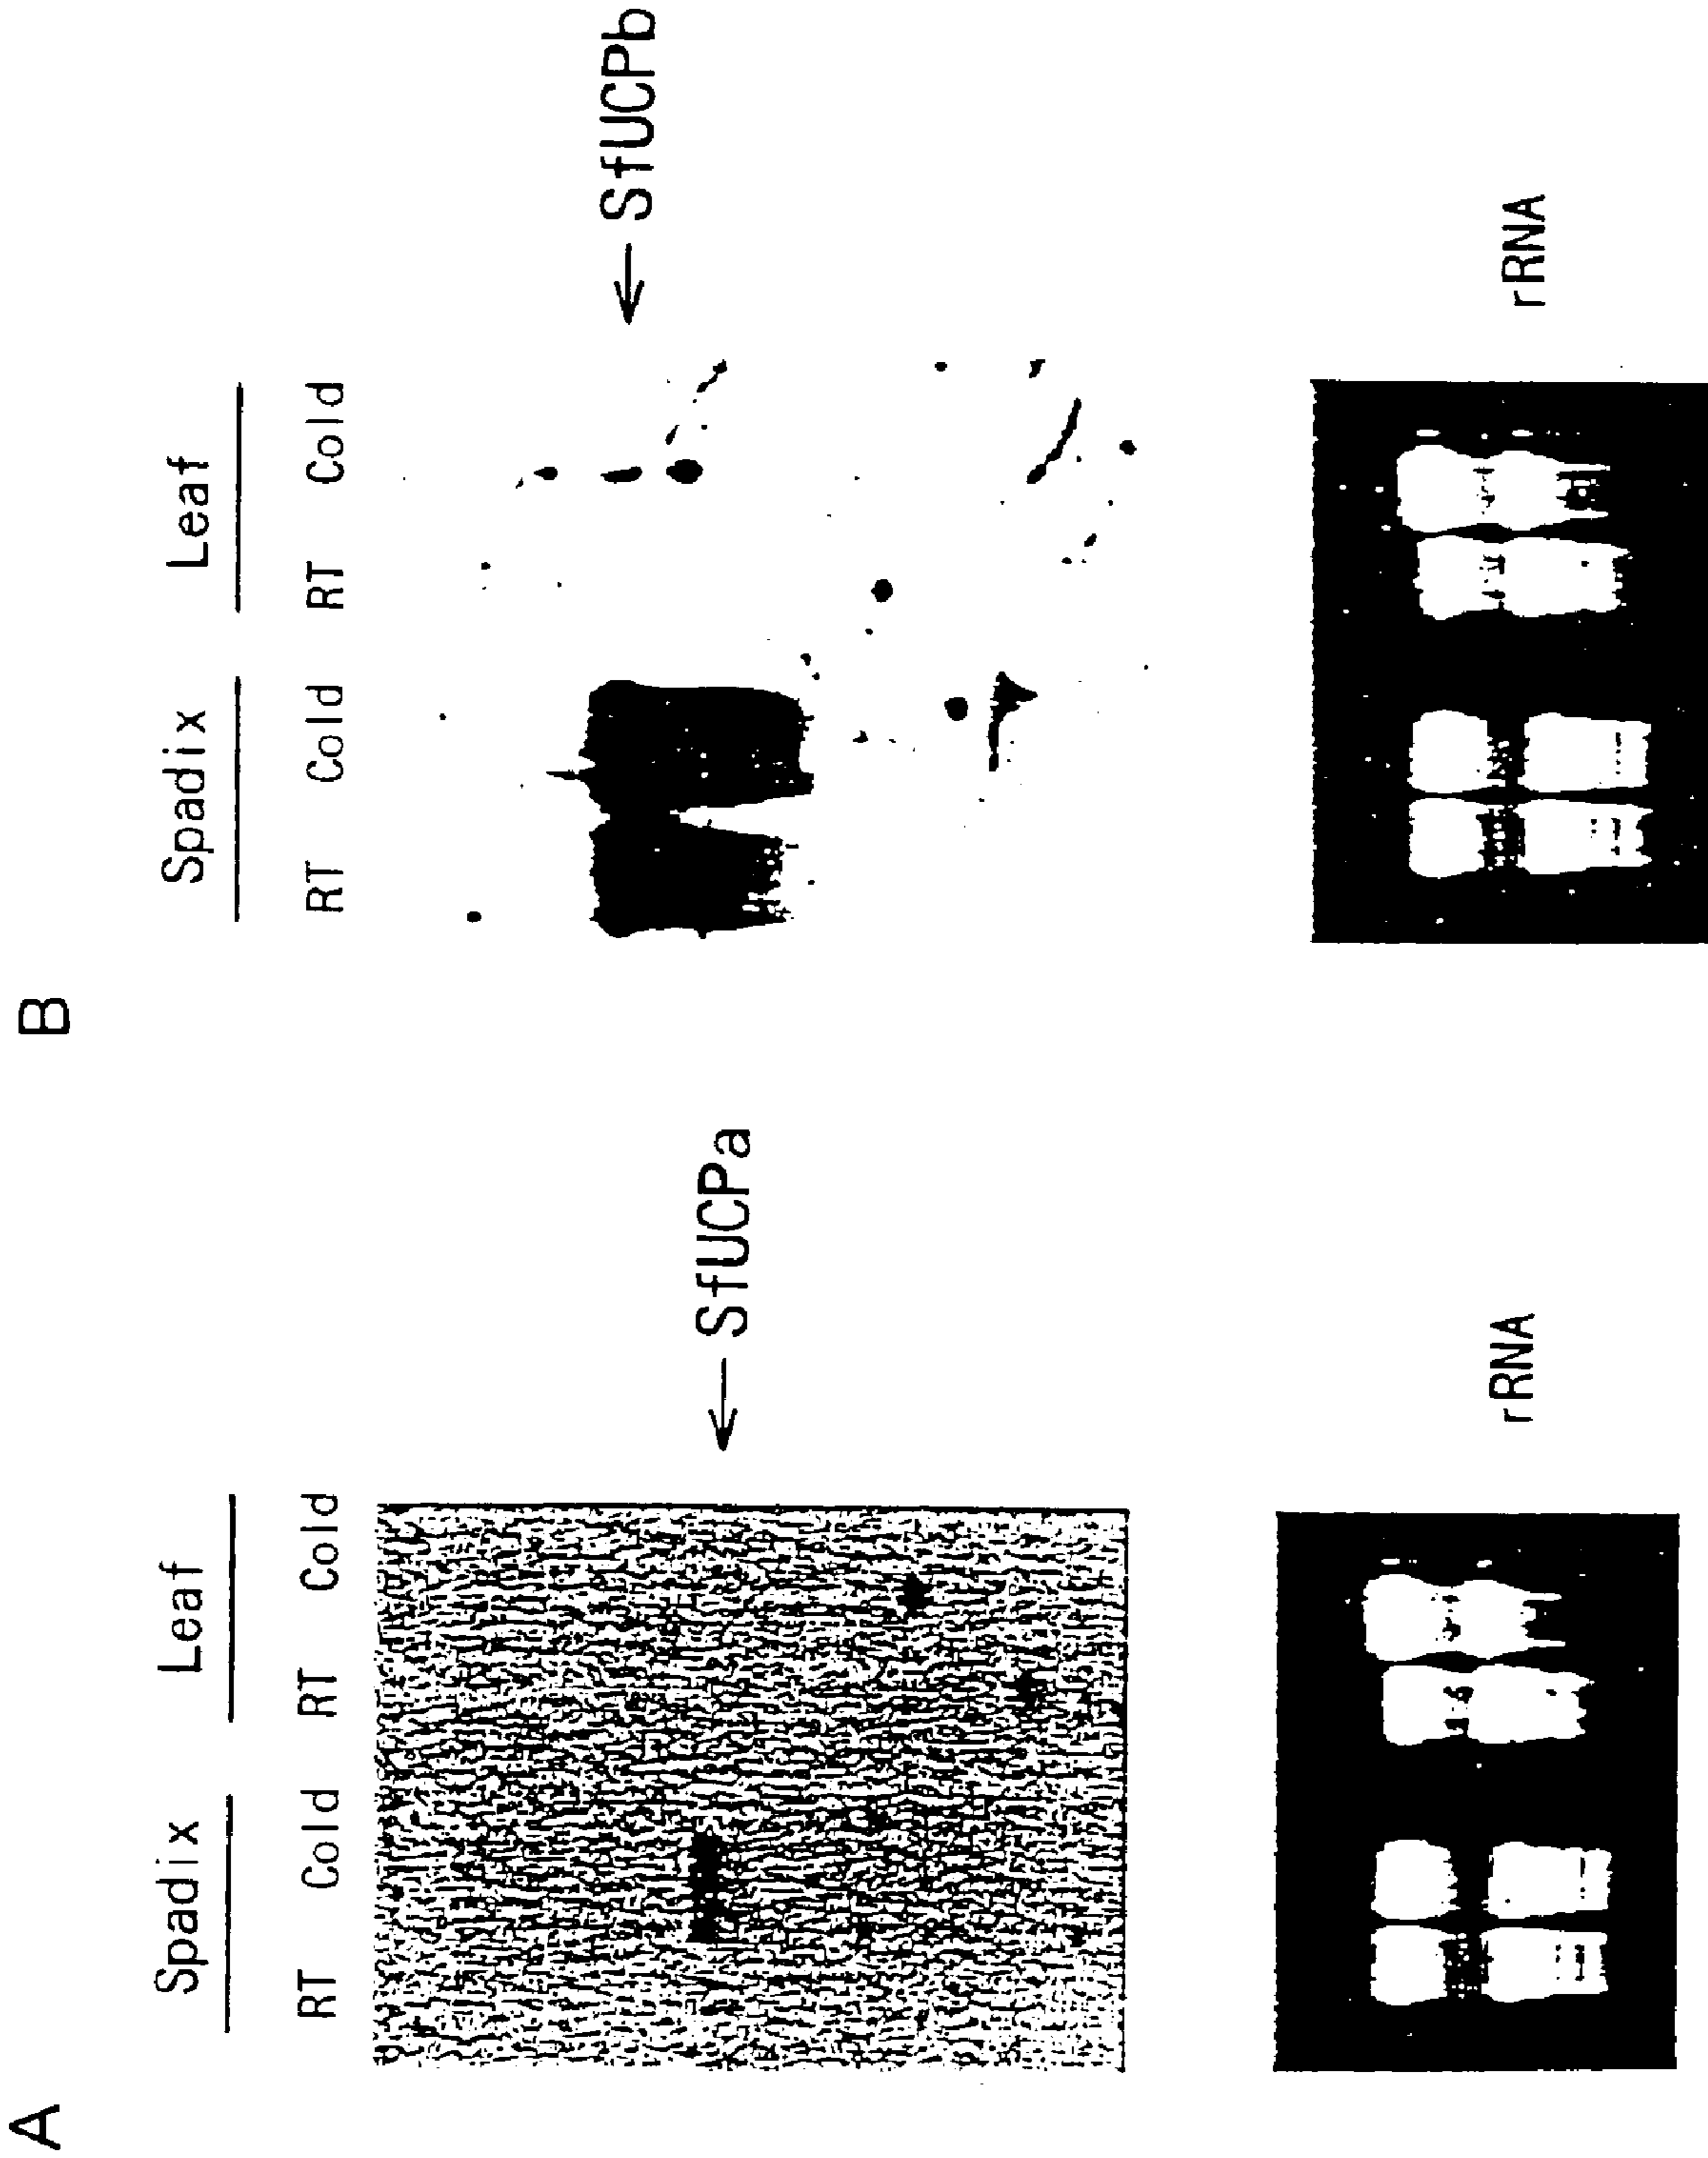 A
Spadix Leaf
RT Cold RT Cold
← SfUCPa
rRNA
B
Spadix Leaf
RT Cold RT Cold
← SfUCPb
rRNA